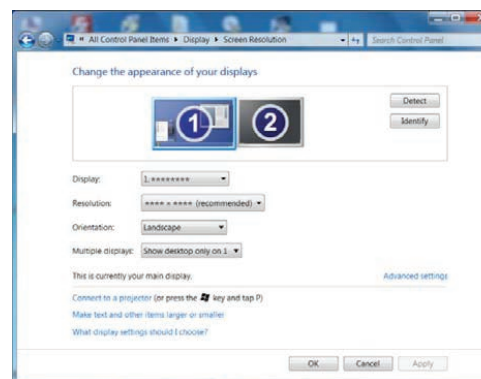 « All Control Panel Items ▸ Display ▸ Screen Resolution
Search Control Panel
Change the appearance of your displays
1
2
Detect
Identify
Display: 1. ********
Resolution: **** x **** (recommended)
Orientation: Landscape
Multiple displays: Show desktop only on 1
This is currently your main display.
Advanced settings
Connect to a projector (or press the key and tap P)
Make text and other items larger or smaller
What display settings should I choose?
OK
Cancel
Apply